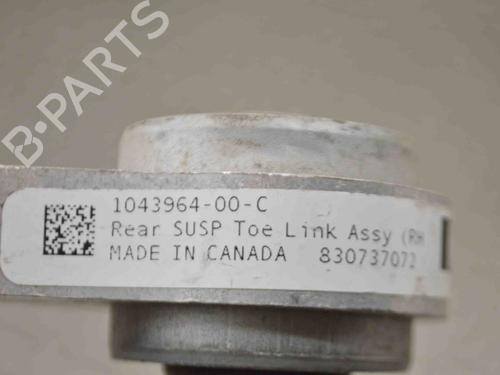 B-PARTS
1043964-00-C
Rear SUSP Toe Link Assy (RH
MADE IN CANADA 830737072